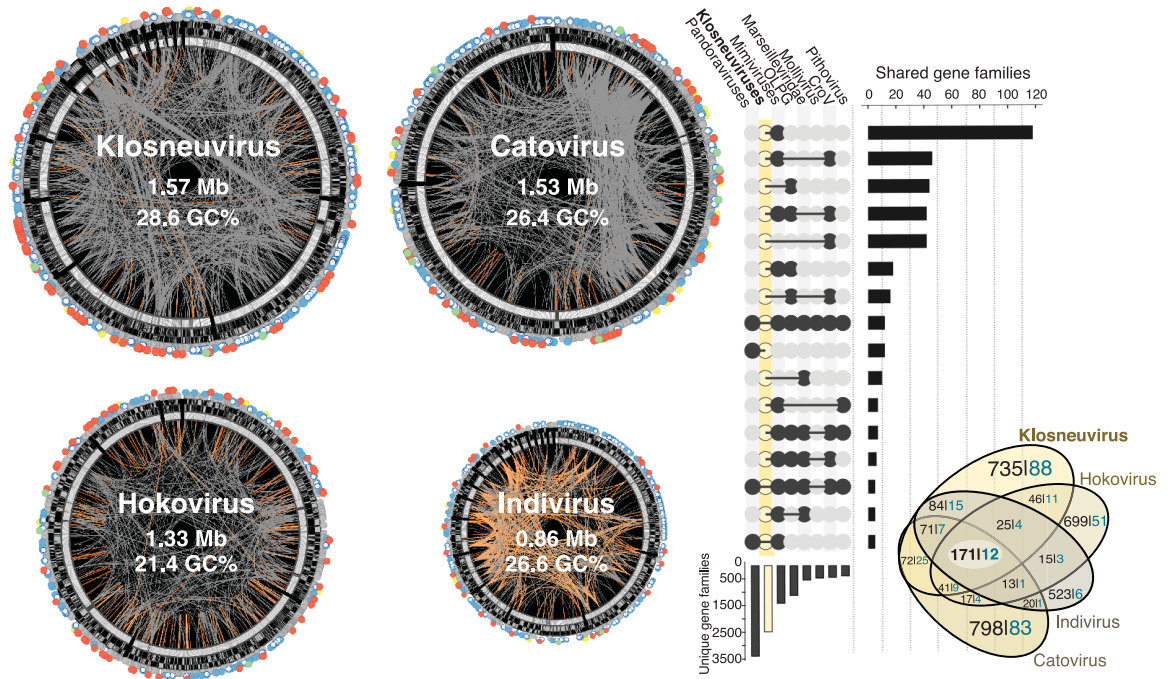 Klosneuvirus
1.57 Mb
28.6 GC%
Catovirus
1.53 Mb
26.4 GC%
Hokovirus
1.33 Mb
21.4 GC%
Indivirus
0.86 Mb
26.6 GC%
Pandoraviruses
Klosneuviruses
Mimiviruses
OLPG
Marseilleviridae
Mollivirus
CroV
Pithovirus
Shared gene families
0 20 40 60 80 100 120
Unique gene families
0
500
1500
2500
3500
Klosneuvirus
735|88
Hokovirus
84|15
46|11
71|7
25|4
699|51
171|12
72|25
15|3
41|9
13|1
17|4
20|1
523|6
798|83
Indivirus
Catovirus